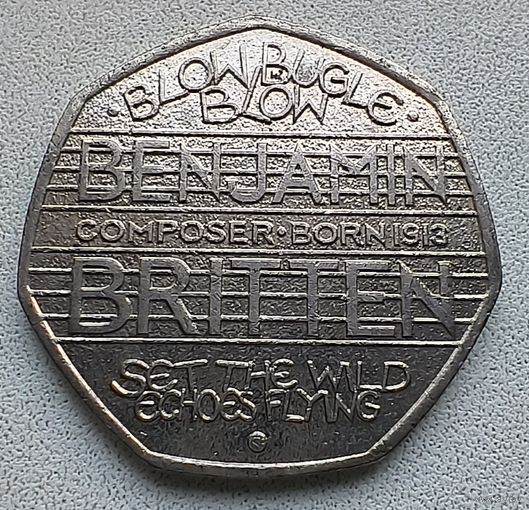 ·BLOW BUGLE·
BLOW
BENJAMIN
COMPOSER·BORN 1913
BRITTEN
SET THE WILD
ECHOES FLYING